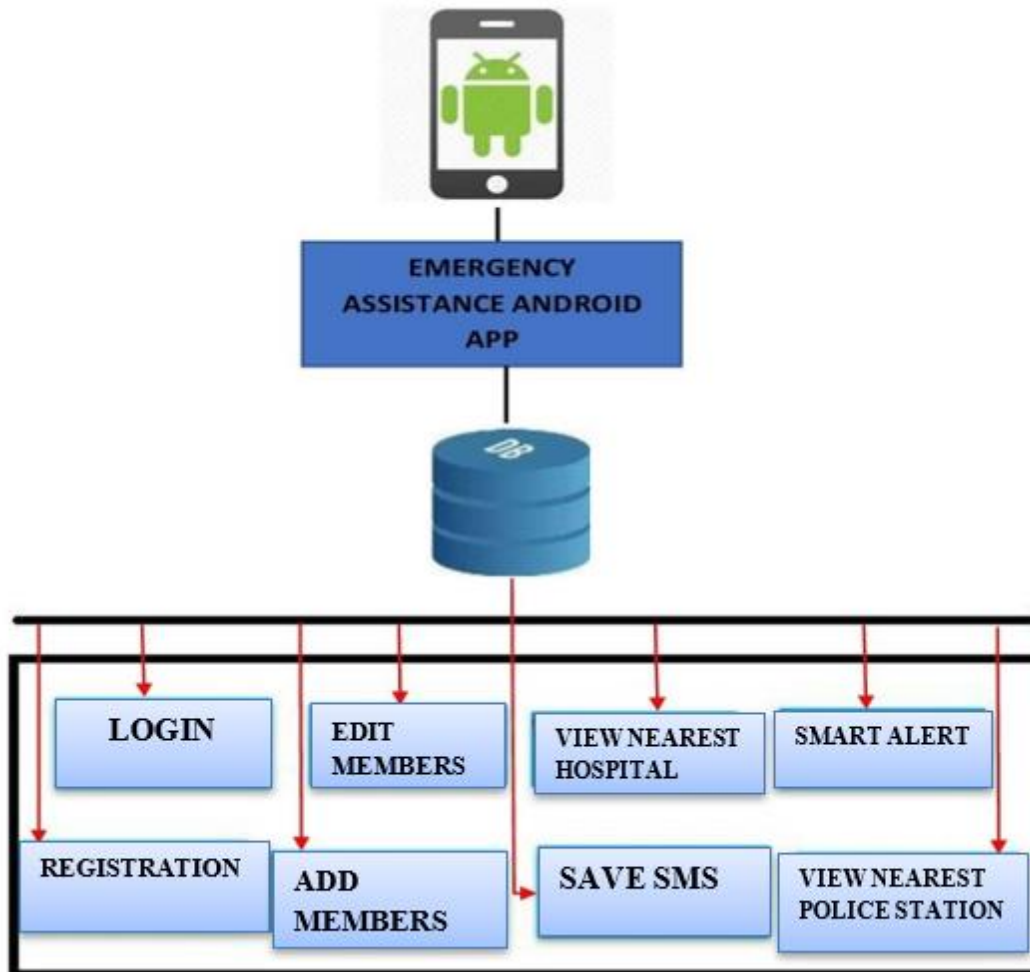 EMERGENCY
ASSISTANCE ANDROID
APP
DB
LOGIN
EDIT
MEMBERS
VIEW NEAREST
HOSPITAL
SMART ALERT
REGISTRATION
ADD
MEMBERS
SAVE SMS
VIEW NEAREST
POLICE STATION